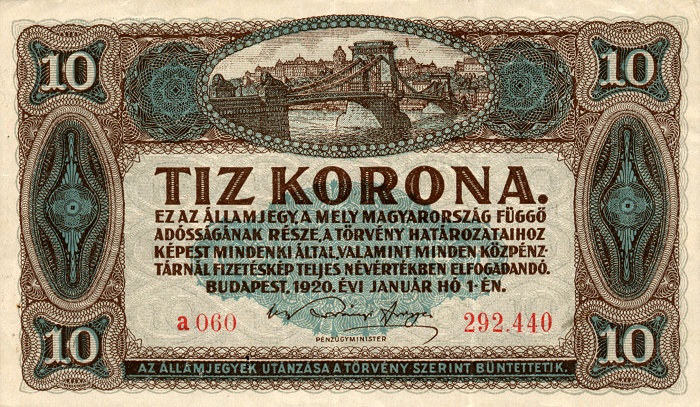 10 10
TIZ KORONA.
EZ AZ ÁLLAMJEGY, A MELY MAGYARORSZÁG FÜGGŐ
ADÓSSÁGÁNAK RÉSZE, A TÖRVÉNY HATÁROZATAIHOZ
KÉPEST MINDENKI ÁLTAL, VALAMINT MINDEN KÖZPÉNZ-
TÁRNÁL FIZETÉSKÉP TELJES NÉVÉRTÉKBEN ELFOGADANDÓ.
BUDAPEST, 1920. ÉVI JANUÁR HÓ 1-ÉN.
a 060 292.440
PÉNZÜGYMINISTER
10 10
AZ ÁLLAMJEGYEK UTÁNZÁSA A TÖRVÉNY SZERINT BÜNTETTETIK.